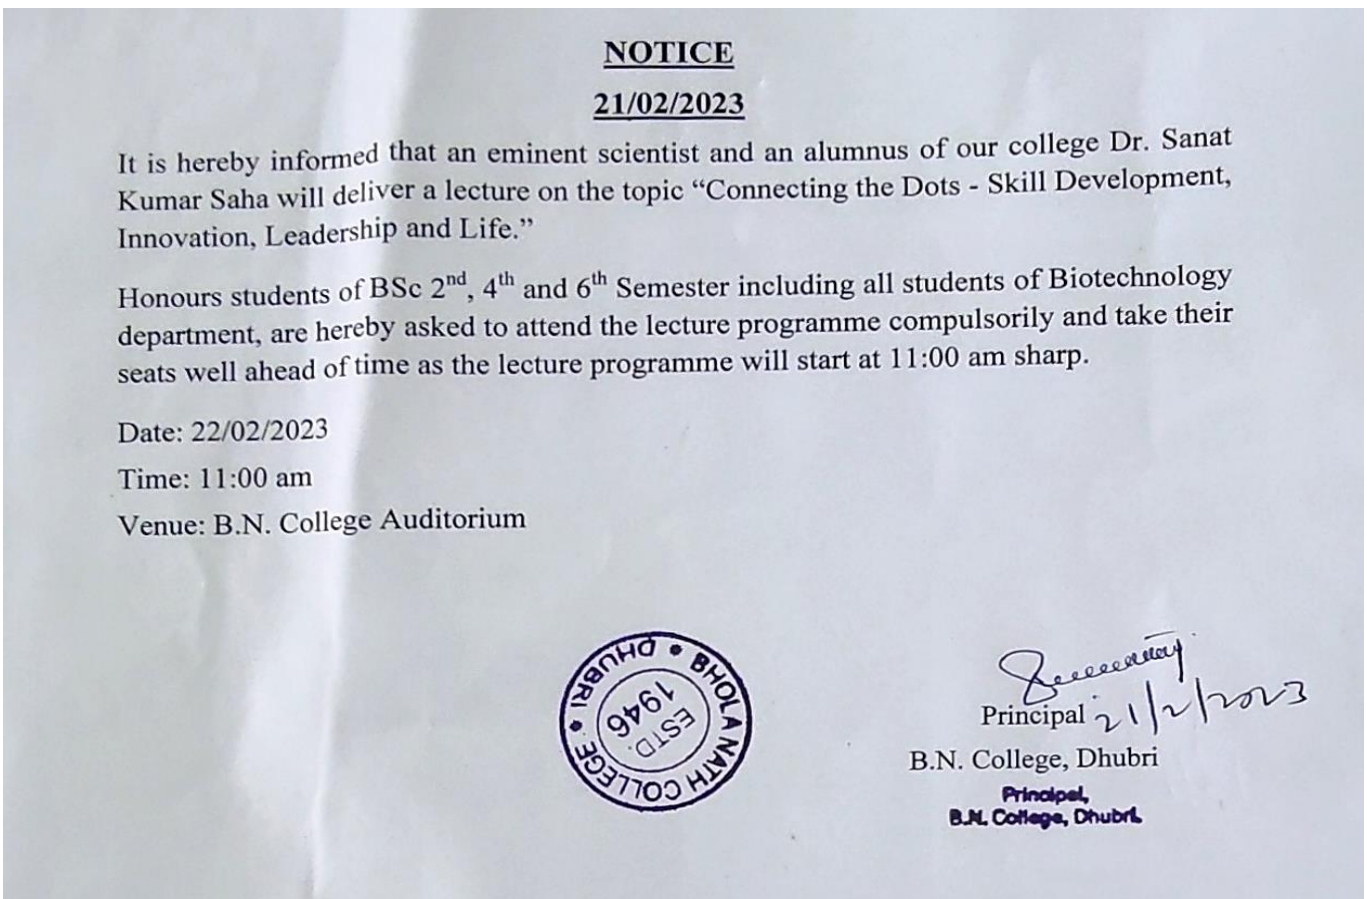 NOTICE
21/02/2023
It is hereby informed that an eminent scientist and an alumnus of our college Dr. Sanat
Kumar Saha will deliver a lecture on the topic “Connecting the Dots - Skill Development,
Innovation, Leadership and Life.”
Honours students of BSc 2nd, 4th and 6th Semester including all students of Biotechnology
department, are hereby asked to attend the lecture programme compulsorily and take their
seats well ahead of time as the lecture programme will start at 11:00 am sharp.
Date: 22/02/2023
Time: 11:00 am
Venue: B.N. College Auditorium
BHOLA NATH COLLEGE * DHUBRI *
ESTD.
1946
Principal 21/2/2023
B.N. College, Dhubri
Principal,
B.N. College, Dhubri.